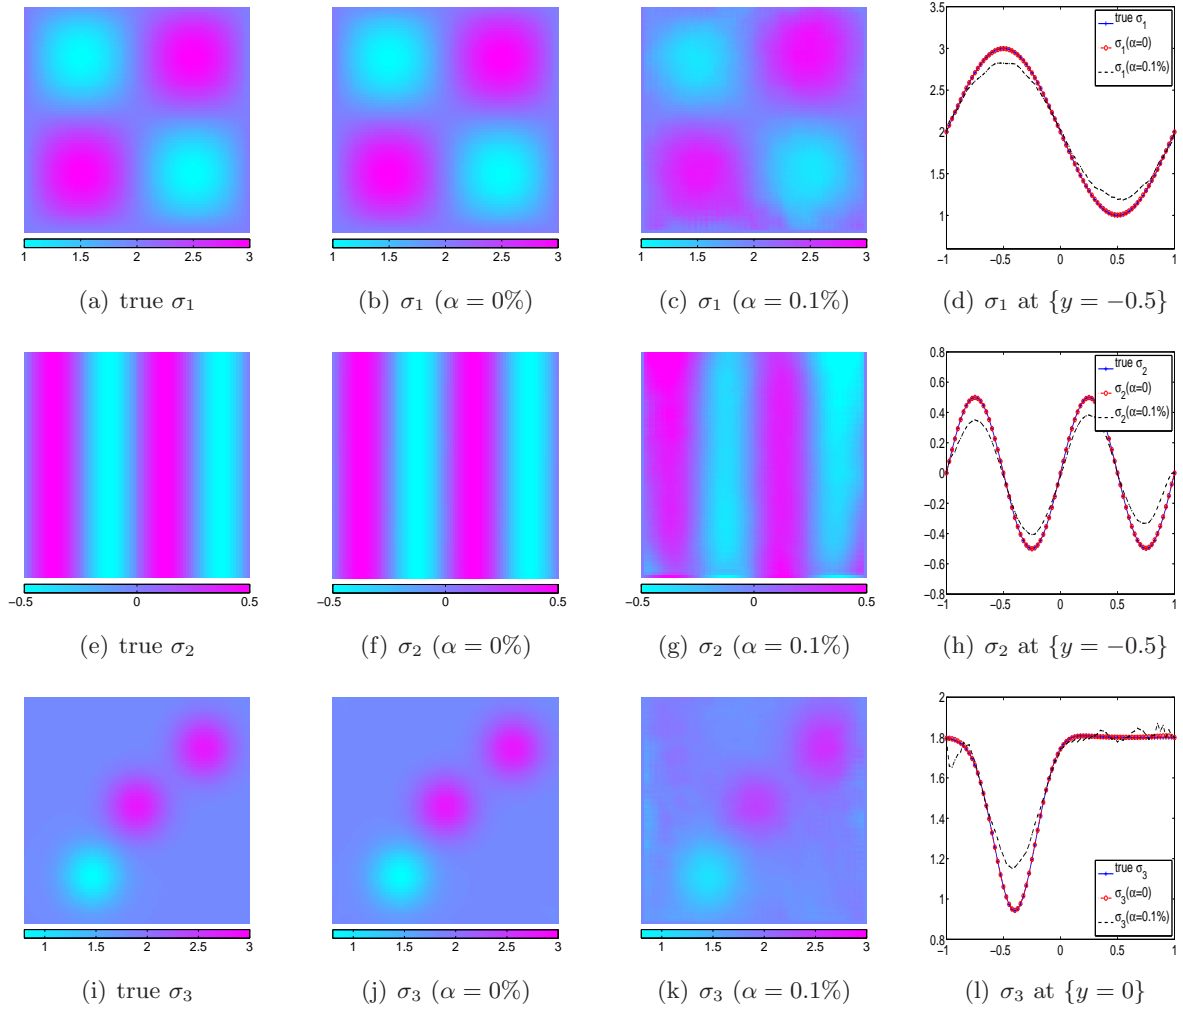 3.5
3
2.5
2
1.5
1
−1 −0.5 0 0.5 1
true σ1
σ1(α=0)
σ1(α=0.1%)
1 1.5 2 2.5 3
1 1.5 2 2.5 3
1 1.5 2 2.5 3
(a) true σ1
(b) σ1 (α = 0%)
(c) σ1 (α = 0.1%)
(d) σ1 at {y = −0.5}
0.8
0.6
0.4
0.2
0
−0.2
−0.4
−0.6
−0.8
−1 −0.5 0 0.5 1
true σ2
σ2(α=0)
σ2(α=0.1%)
−0.5 0 0.5
−0.5 0 0.5
−0.5 0 0.5
(e) true σ2
(f) σ2 (α = 0%)
(g) σ2 (α = 0.1%)
(h) σ2 at {y = −0.5}
2
1.8
1.6
1.4
1.2
1
0.8
−1 −0.5 0 0.5 1
true σ3
σ3(α=0)
σ3(α=0.1%)
1 1.5 2 2.5 3
1 1.5 2 2.5 3
1 1.5 2 2.5 3
(i) true σ3
(j) σ3 (α = 0%)
(k) σ3 (α = 0.1%)
(l) σ3 at {y = 0}